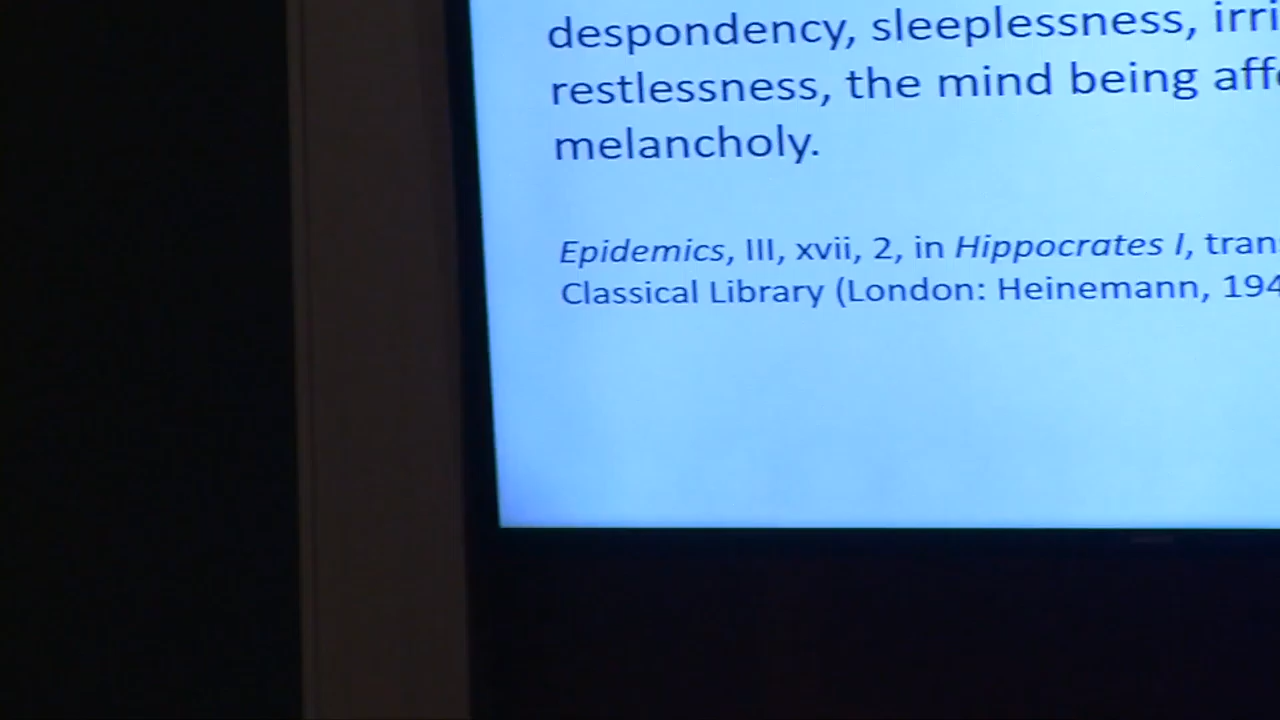 despondency, sleeplessness, irri
restlessness, the mind being aff
melancholy.
Epidemics, III, xvii, 2, in Hippocrates I, tran
Classical Library (London: Heinemann, 194